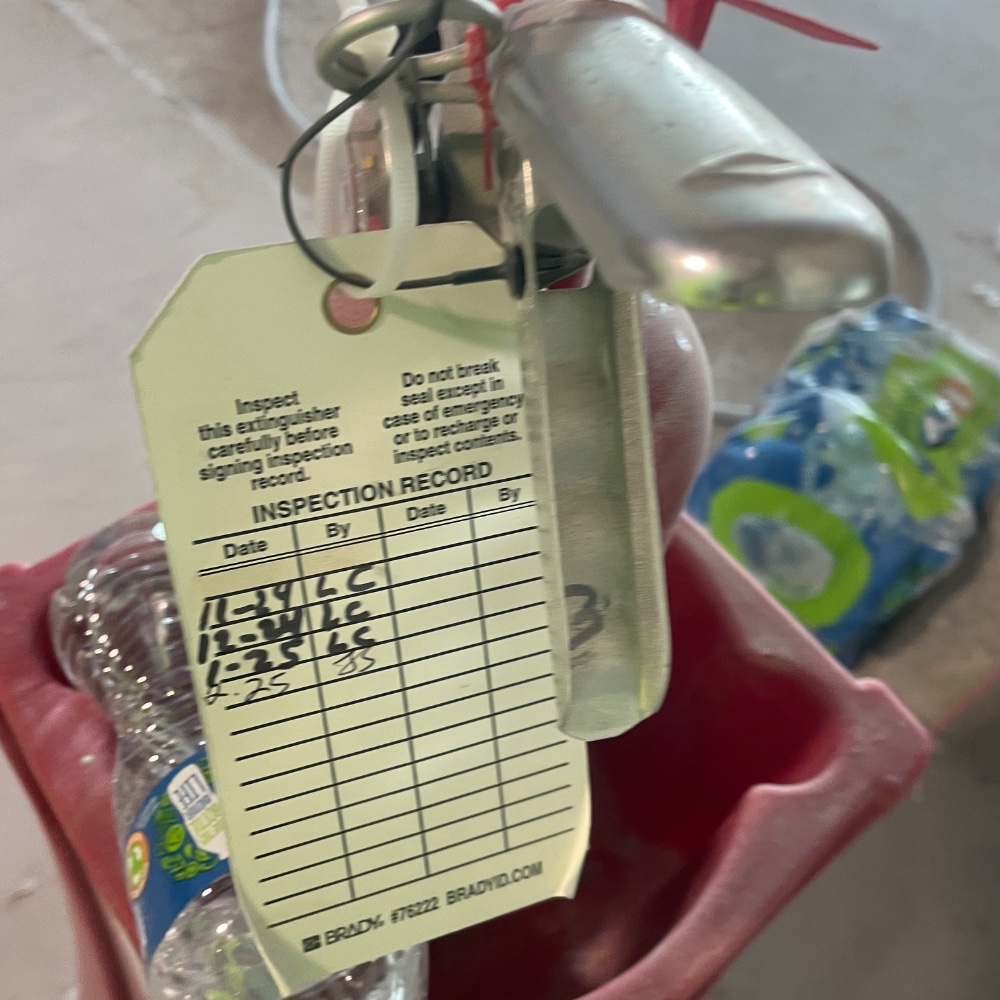 Inspect
this extinguisher
carefully before
signing inspection
record.
Do not break
seal except in
case of emergency
or to recharge or
inspect contents.
INSPECTION RECORD
Date By Date By
11-24 LC
12-24 LC
1-25 LC
2-25
BRADY. #76222 BRADYID.COM
LIFE
3